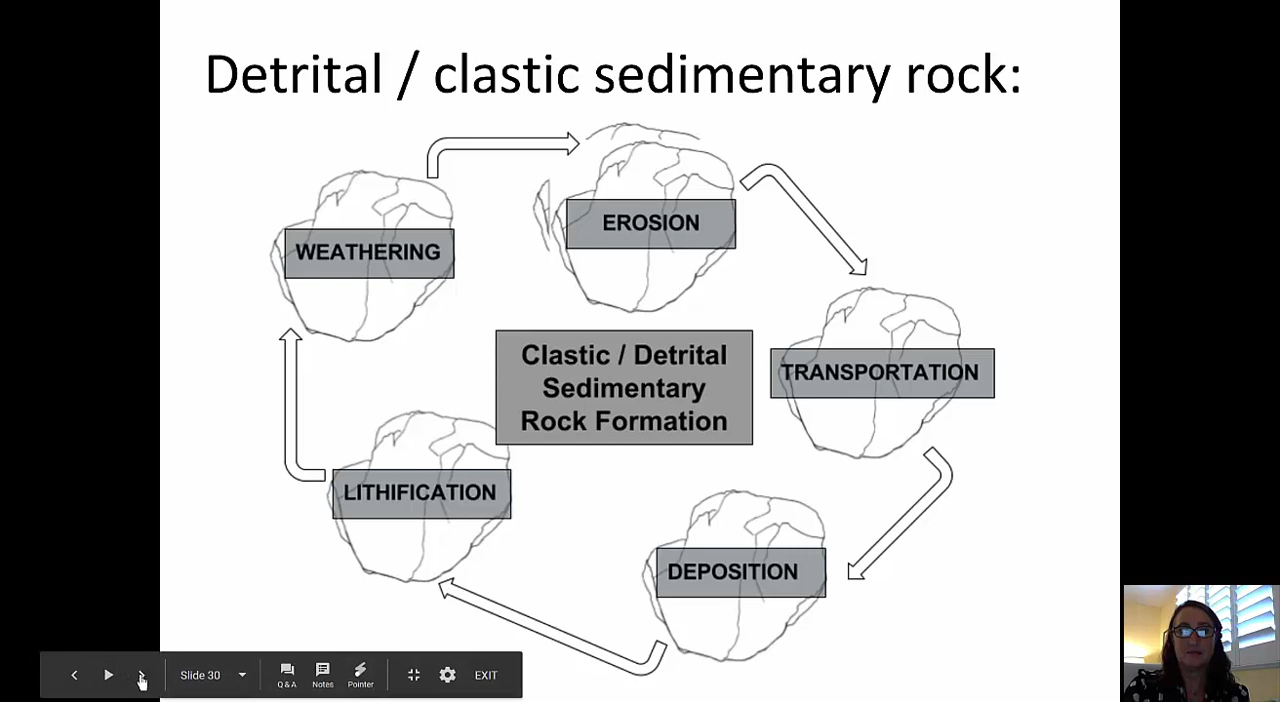 Detrital / clastic sedimentary rock:
EROSION
WEATHERING
Clastic / Detrital
Sedimentary
Rock Formation
TRANSPORTATION
LITHIFICATION
DEPOSITION
Slide 30
Q & A
Notes
Pointer
EXIT